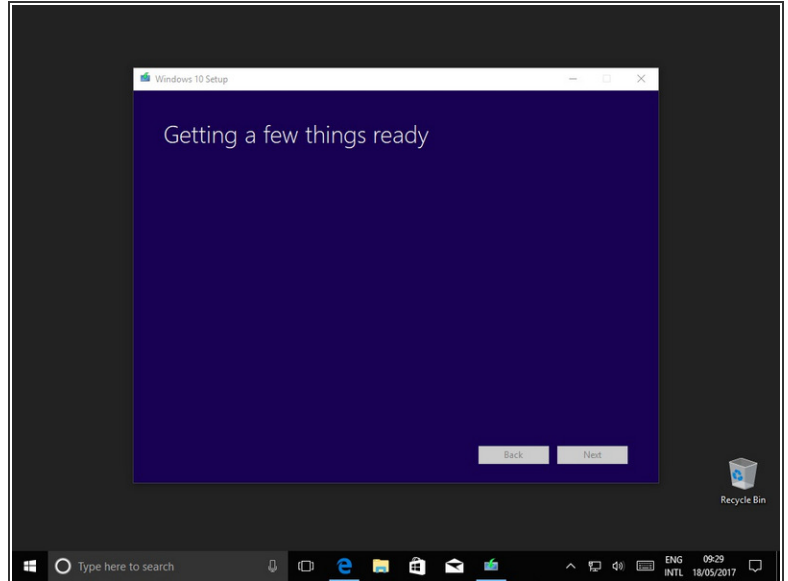 Windows 10 Setup
Getting a few things ready
Back
Next
Recycle Bin
Type here to search
ENG
INTL
09:29
18/05/2017